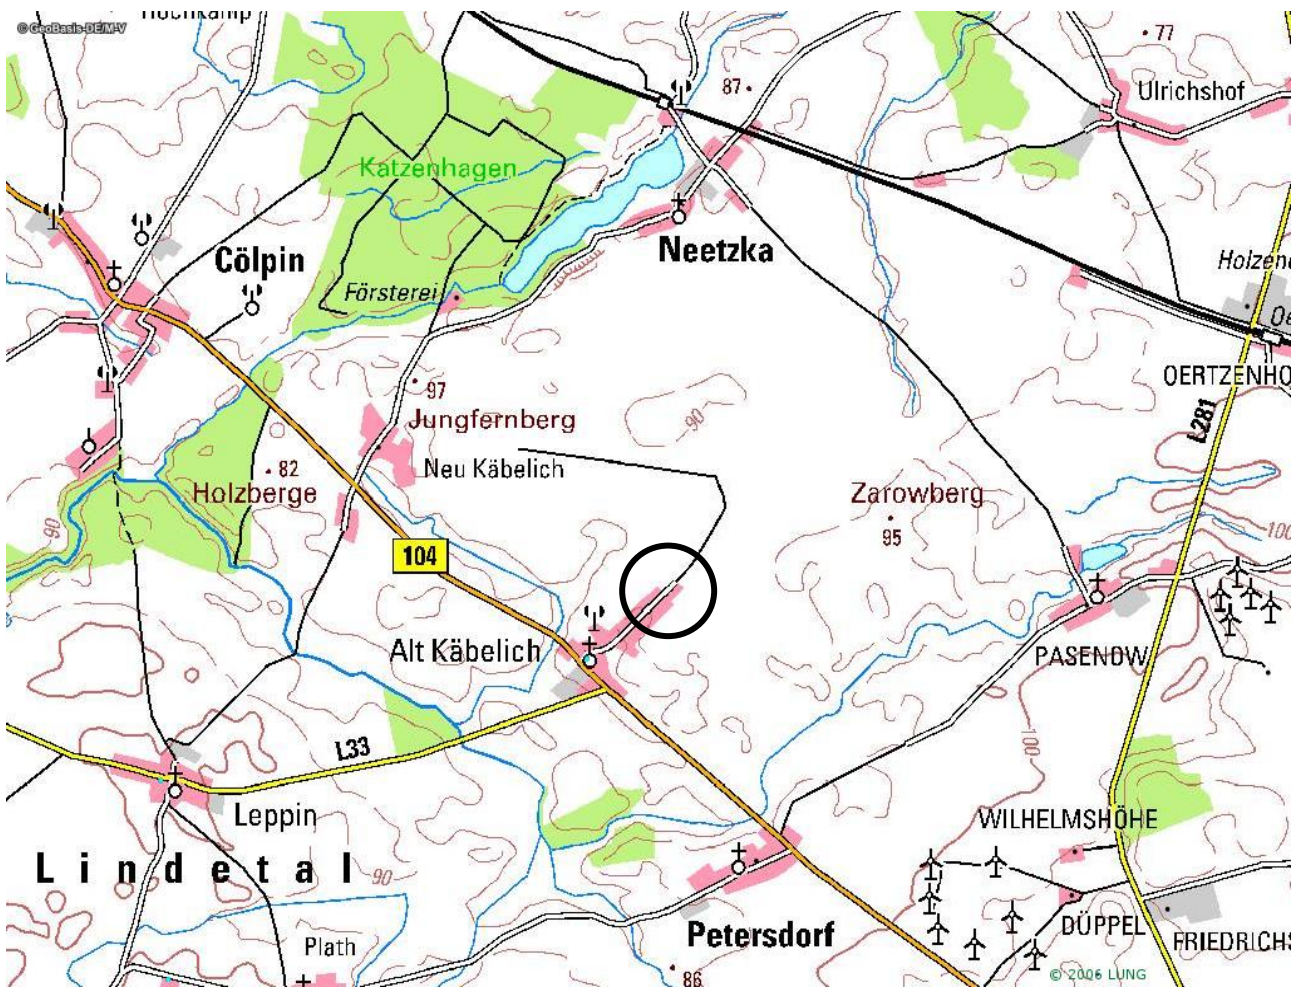 © GeoBasis-DE/M-V
Hochkamp
77
87
Ulrichshof
Katzenhagen
Neetzka
Cölpin
Försterei
OERTZENHO
97
Jungfernberg
Neu Käbelich
90
L281
82
Holzberge
Zarowberg
95
90
100
104
Alt Käbelich
PASENOW
L33
100
Leppin
WILHELMSHÖHE
Lindetal
90
DÜPPEL
Petersdorf
FRIEDRICHS
Plath
86
© 2006 LUNG